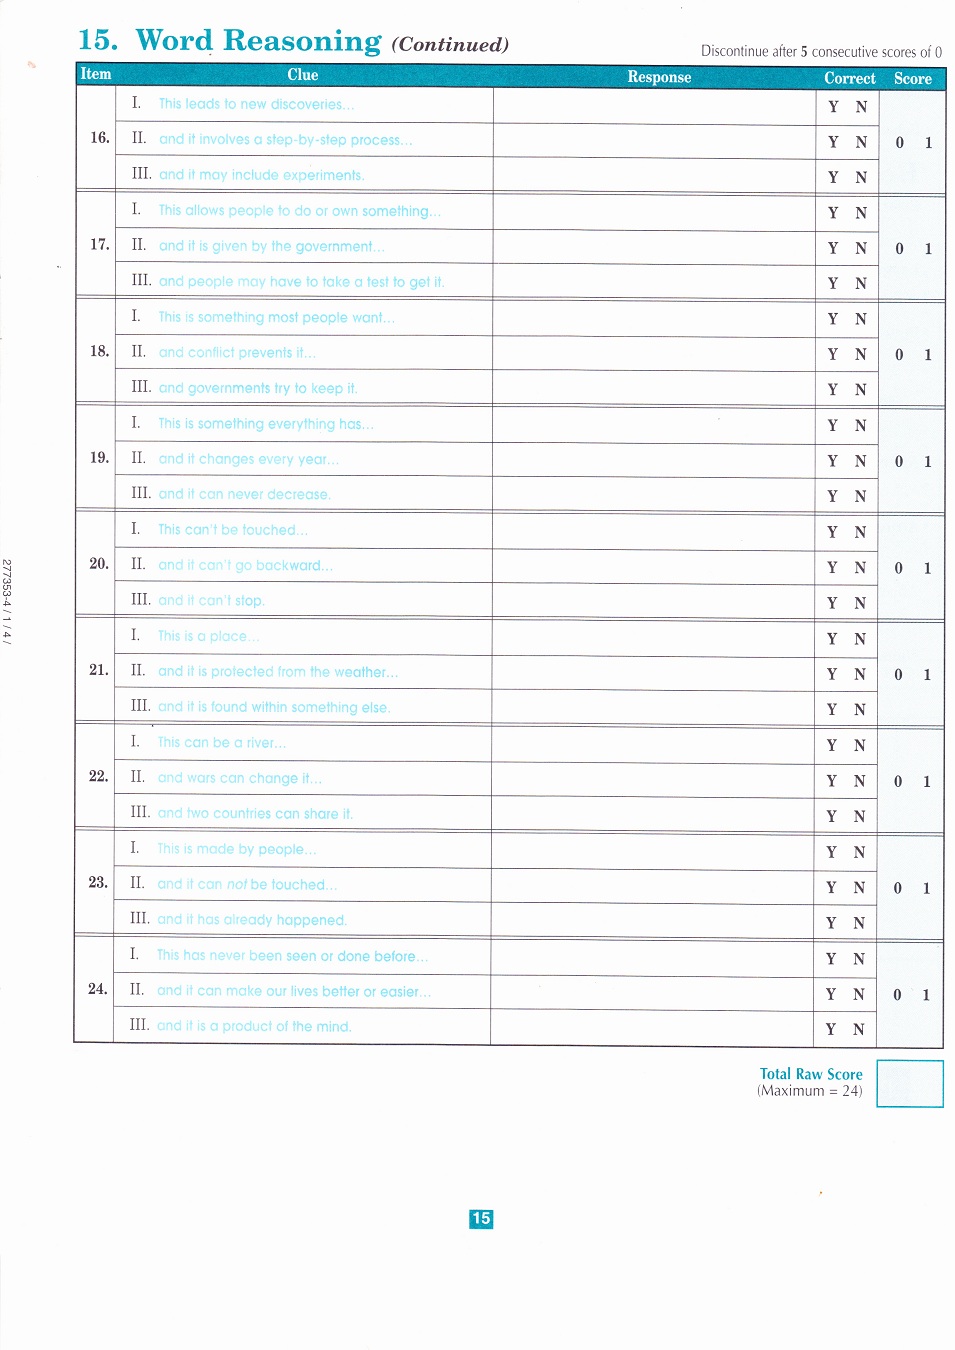 15. Word Reasoning (Continued)
Discontinue after 5 consecutive scores of 0
Item Clue Response Correct Score
16. I. This leads to new discoveries... Y N
II. and it involves a step-by-step process... Y N 0 1
III. and it may include experiments. Y N
17. I. This allows people to do or own something... Y N
II. and it is given by the government... Y N 0 1
III. and people may have to take a test to get it. Y N
18. I. This is something most people want... Y N
II. and conflict prevents it... Y N 0 1
III. and governments try to keep it. Y N
19. I. This is something everything has... Y N
II. and it changes every year... Y N 0 1
III. and it can never decrease. Y N
20. I. This can't be touched... Y N
II. and it can't go backward... Y N 0 1
III. and it can't stop. Y N
21. I. This is a place... Y N
II. and it is protected from the weather... Y N 0 1
III. and it is found within something else. Y N
22. I. This can be a river... Y N
II. and wars can change it... Y N 0 1
III. and two countries can share it. Y N
23. I. This is made by people... Y N
II. and it can not be touched... Y N 0 1
III. and it has already happened. Y N
24. I. This has never been seen or done before... Y N
II. and it can make our lives better or easier... Y N 0 1
III. and it is a product of the mind. Y N
Total Raw Score
(Maximum = 24)
15
277353-4 / 1 / 4 /